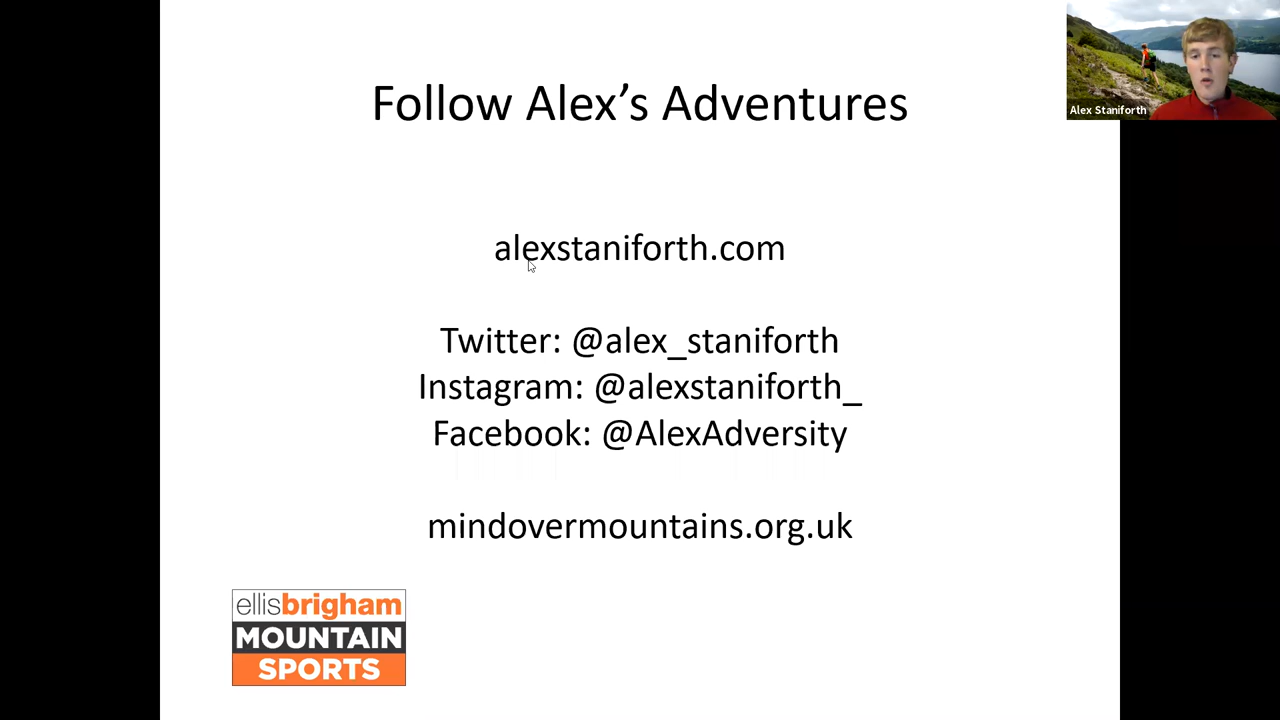 Follow Alex’s Adventures
Alex Staniforth
alexstaniforth.com
Twitter: @alex_staniforth
Instagram: @alexstaniforth_
Facebook: @AlexAdversity
mindovermountains.org.uk
ellisbrigham
MOUNTAIN
SPORTS